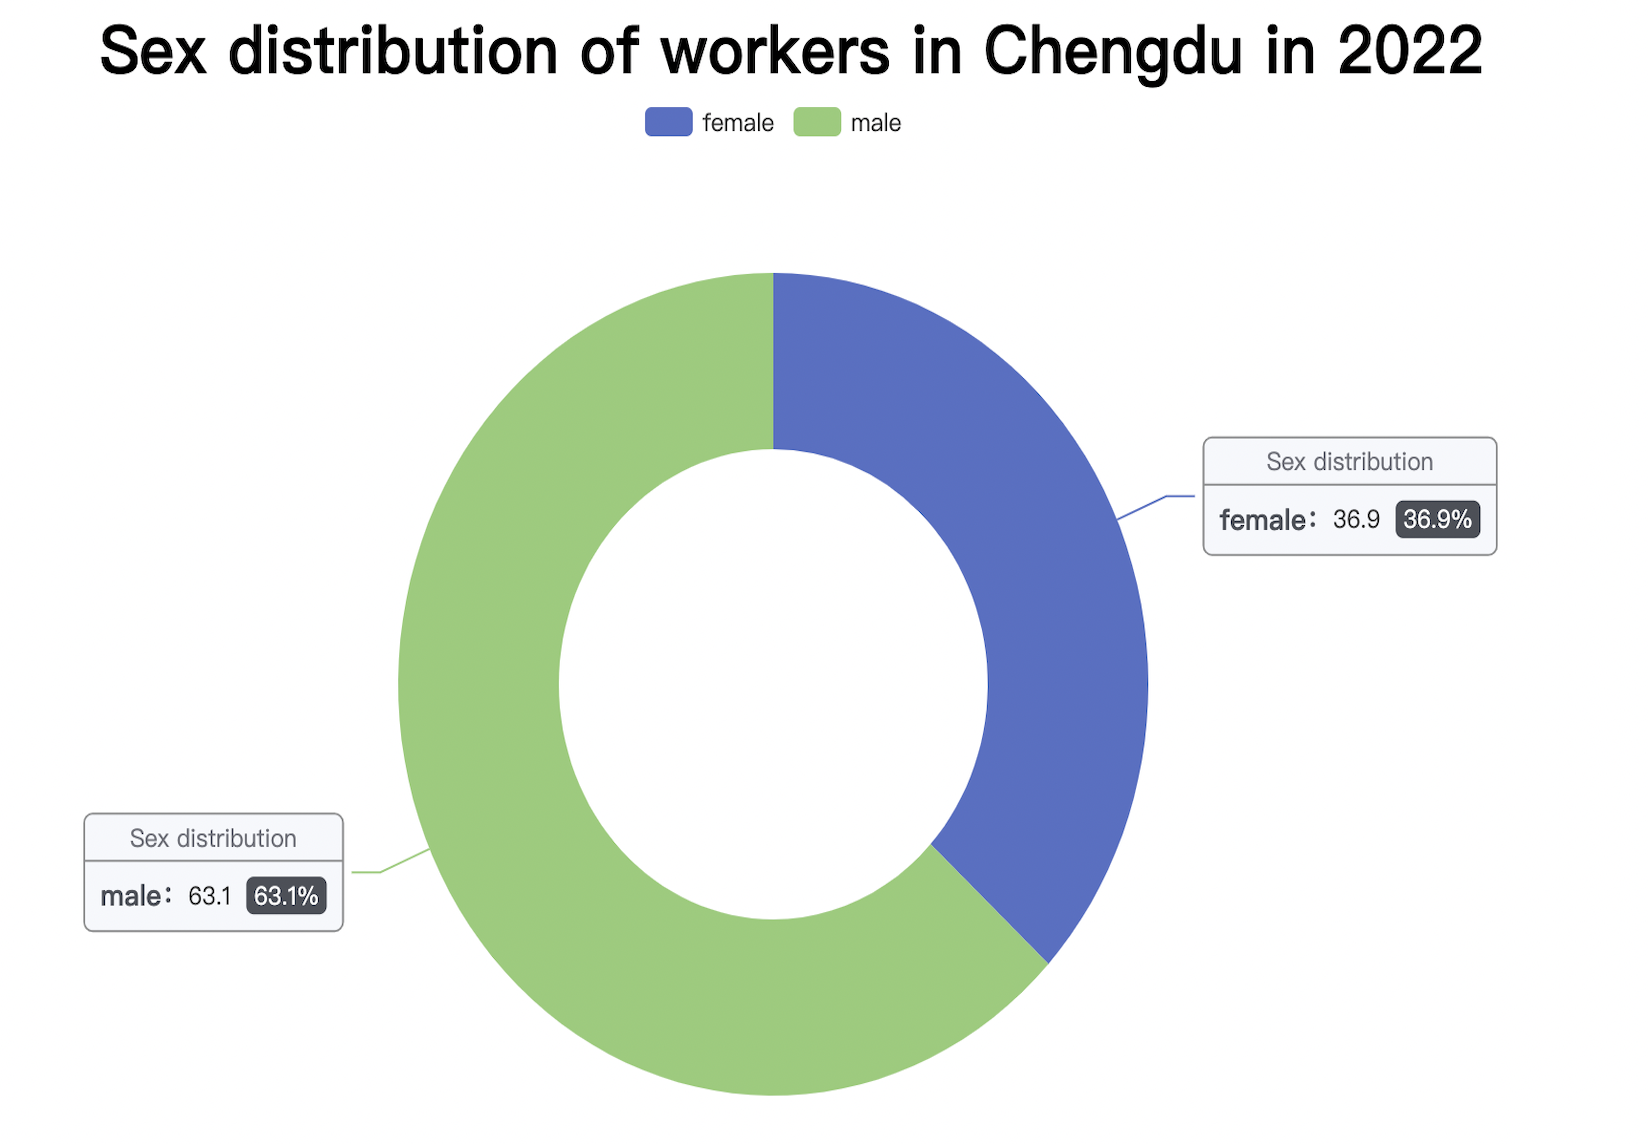 Sex distribution of workers in Chengdu in 2022
female male
Sex distribution
female： 36.9 36.9%
Sex distribution
male： 63.1 63.1%